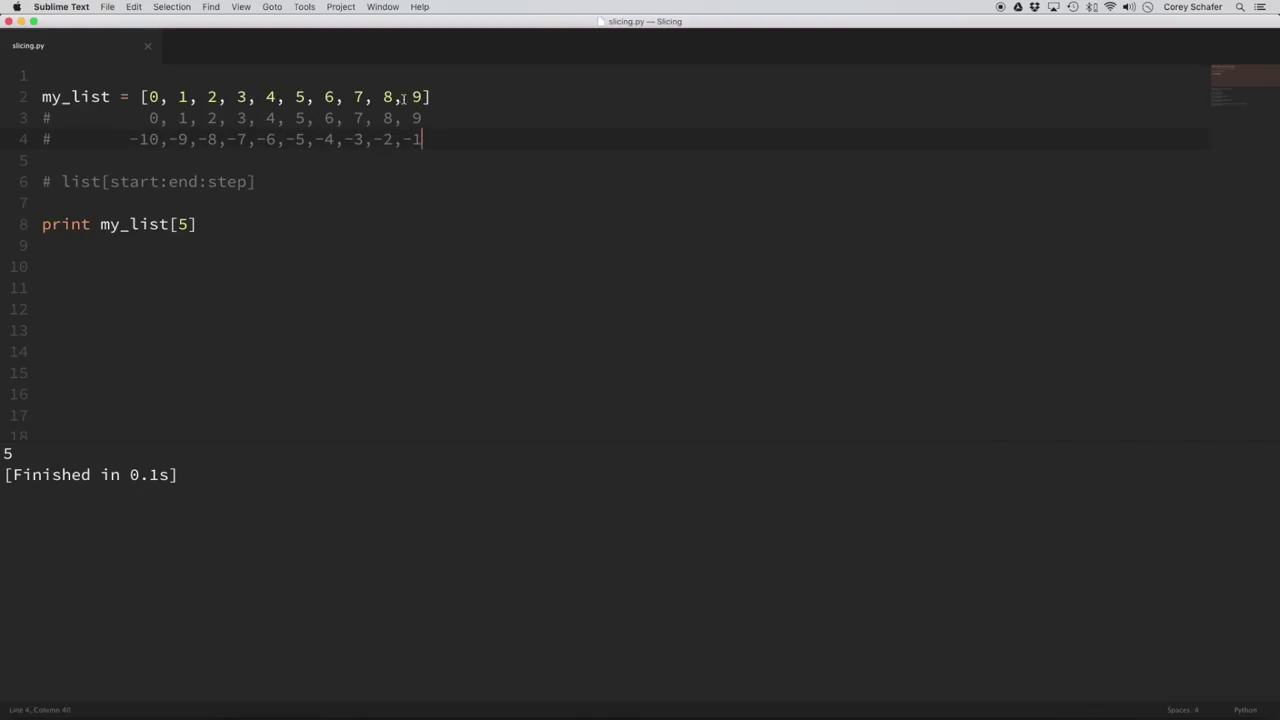 Sublime Text File Edit Selection Find View Goto Tools Project Window Help Corey Schafer
slicing.py — Slicing
slicing.py
1
2 my_list = [0, 1, 2, 3, 4, 5, 6, 7, 8, 9]
3 # 0, 1, 2, 3, 4, 5, 6, 7, 8, 9
4 # -10,-9,-8,-7,-6,-5,-4,-3,-2,-1
5
6 # list[start:end:step]
7
8 print my_list[5]
9
10
11
12
13
14
15
16
17
18
5
[Finished in 0.1s]
Line 4, Column 40 Spaces: 4 Python